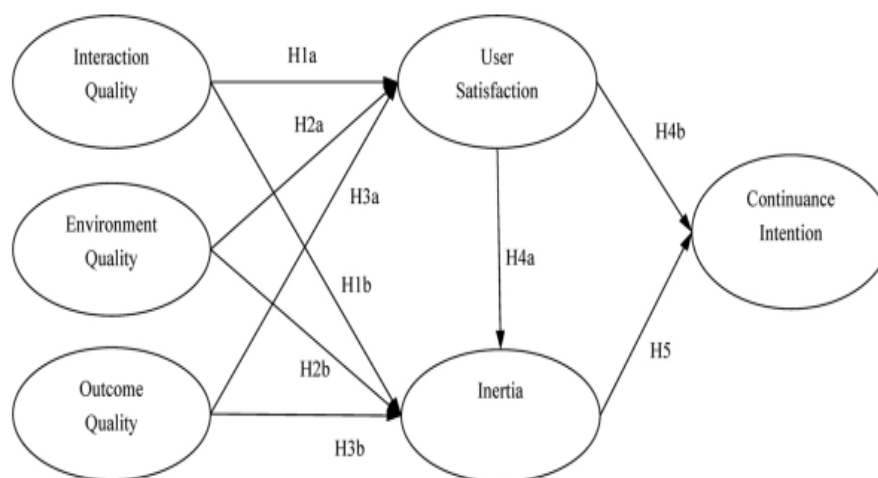 Interaction
Quality
H1a
User
Satisfaction
H2a
H4b
H3a
Environment
Quality
Continuance
Intention
H4a
H1b
H2b
H5
Outcome
Quality
Inertia
H3b